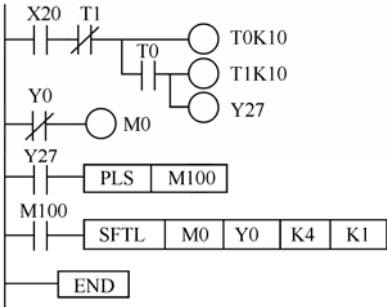 X20 T1
T0K10
T0
T1K10
Y27
Y0
M0
Y27
PLS M100
M100
SFTL M0 Y0 K4 K1
END